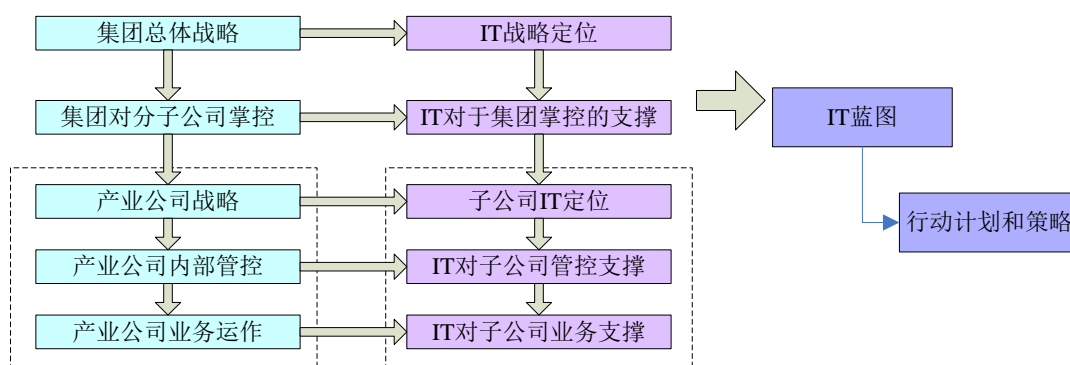 集团总体战略
IT战略定位
集团对分子公司掌控
IT对于集团掌控的支撑
IT蓝图
产业公司战略
子公司IT定位
行动计划和策略
产业公司内部管控
IT对子公司管控支撑
产业公司业务运作
IT对子公司业务支撑